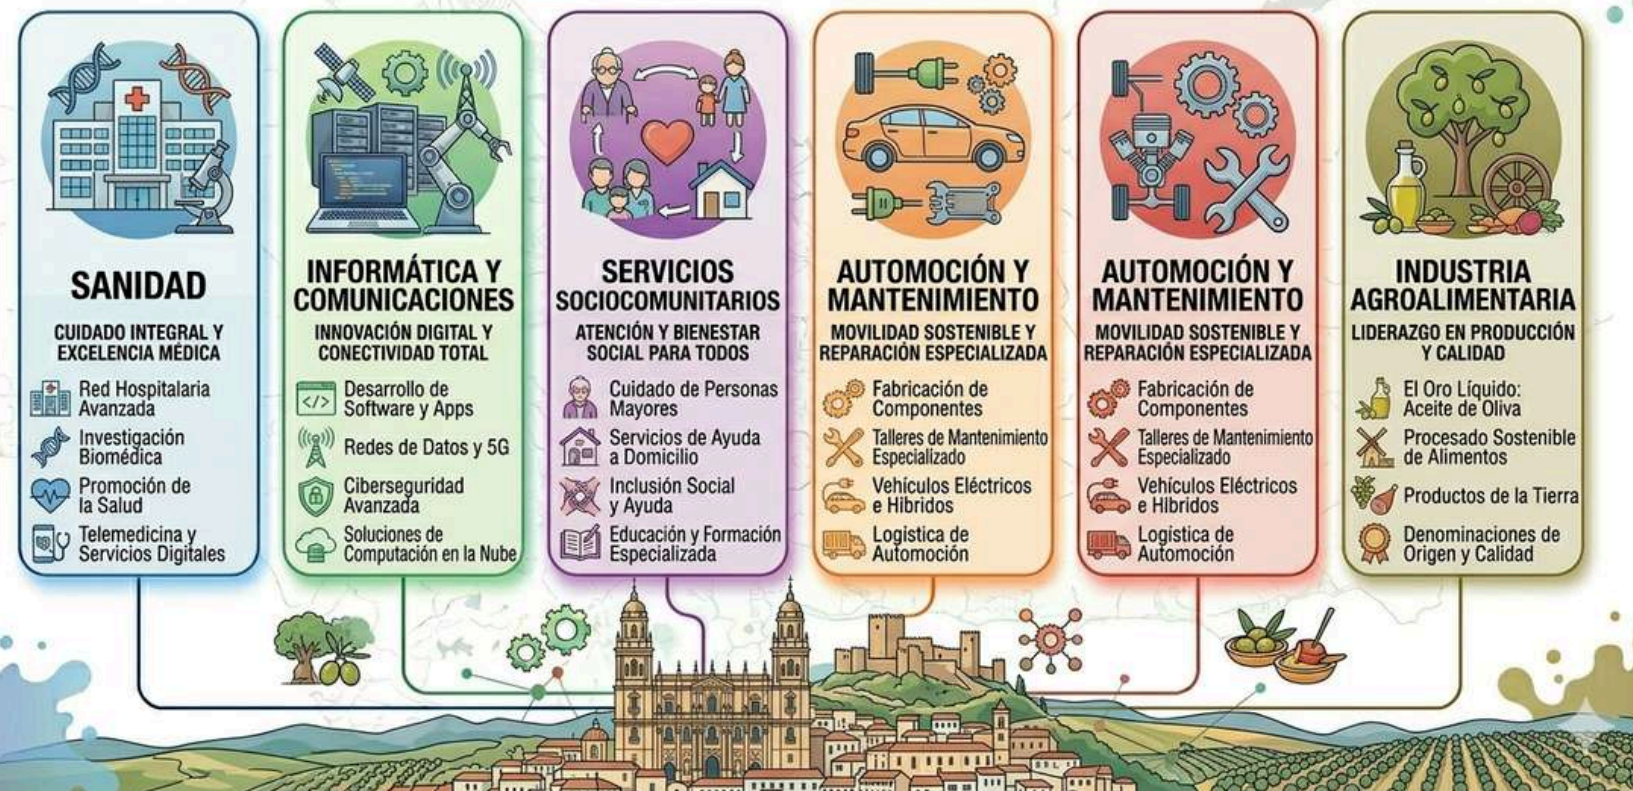 SANIDAD
CUIDADO INTEGRAL Y
EXCELENCIA MÉDICA
Red Hospitalaria
Avanzada
Investigación
Biomédica
Promoción de
la Salud
Telemedicina y
Servicios Digitales
INFORMÁTICA Y
COMUNICACIONES
INNOVACIÓN DIGITAL Y
CONECTIVIDAD TOTAL
</>
Desarrollo de
Software y Apps
Redes de Datos y 5G
Ciberseguridad
Avanzada
Soluciones de
Computación en la Nube
SERVICIOS
SOCIOCOMUNITARIOS
ATENCIÓN Y BIENESTAR
SOCIAL PARA TODOS
Cuidado de Personas
Mayores
Servicios de Ayuda
a Domicilio
Inclusión Social
y Ayuda
Educación y Formación
Especializada
AUTOMOCIÓN Y
MANTENIMIENTO
MOVILIDAD SOSTENIBLE Y
REPARACIÓN ESPECIALIZADA
Fabricación de
Componentes
Talleres de Mantenimiento
Especializado
Vehículos Eléctricos
e Híbridos
Logística de
Automoción
AUTOMOCIÓN Y
MANTENIMIENTO
MOVILIDAD SOSTENIBLE Y
REPARACIÓN ESPECIALIZADA
Fabricación de
Componentes
Talleres de Mantenimiento
Especializado
Vehículos Eléctricos
e Híbridos
Logística de
Automoción
INDUSTRIA
AGROALIMENTARIA
LIDERAZGO EN PRODUCCIÓN
Y CALIDAD
El Oro Líquido:
Aceite de Oliva
Procesado Sostenible
de Alimentos
Productos de la Tierra
Denominaciones de
Origen y Calidad